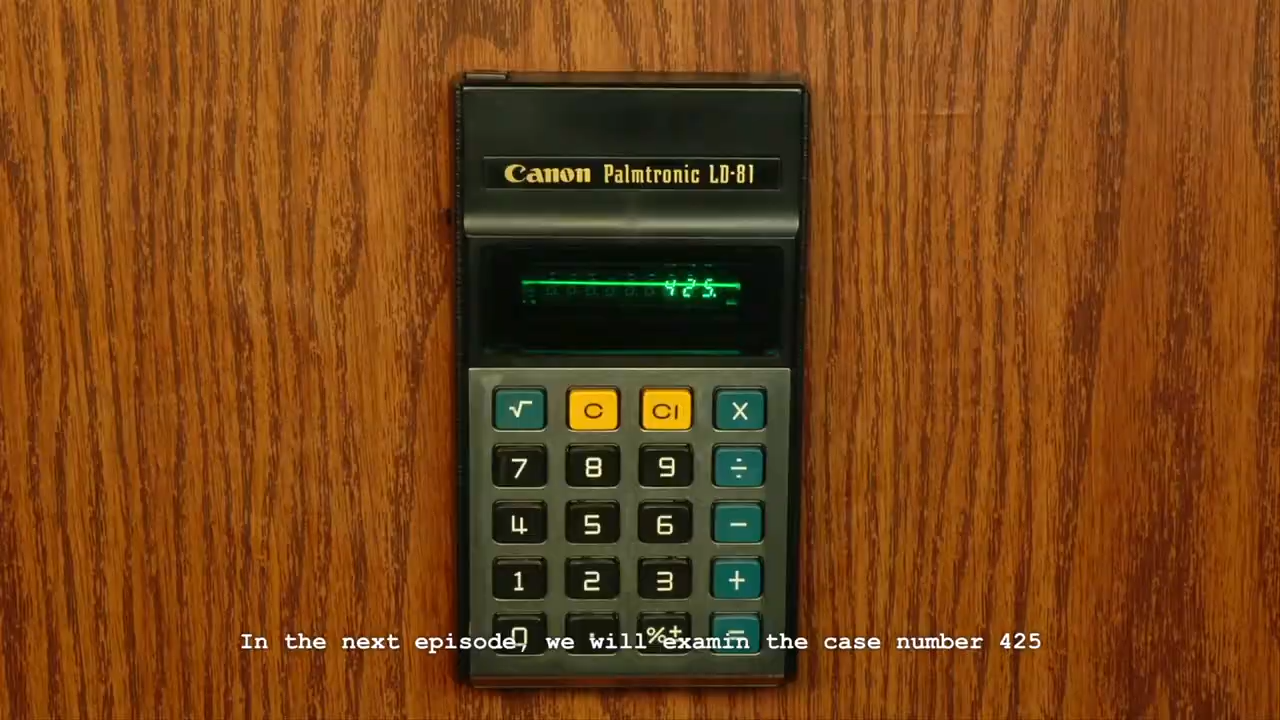 Canon Palmtronic LD-81
425.
√ C CI X
7 8 9 ÷
4 5 6 −
1 2 3 +
0 . %± =
In the next episode, we will examin the case number 425